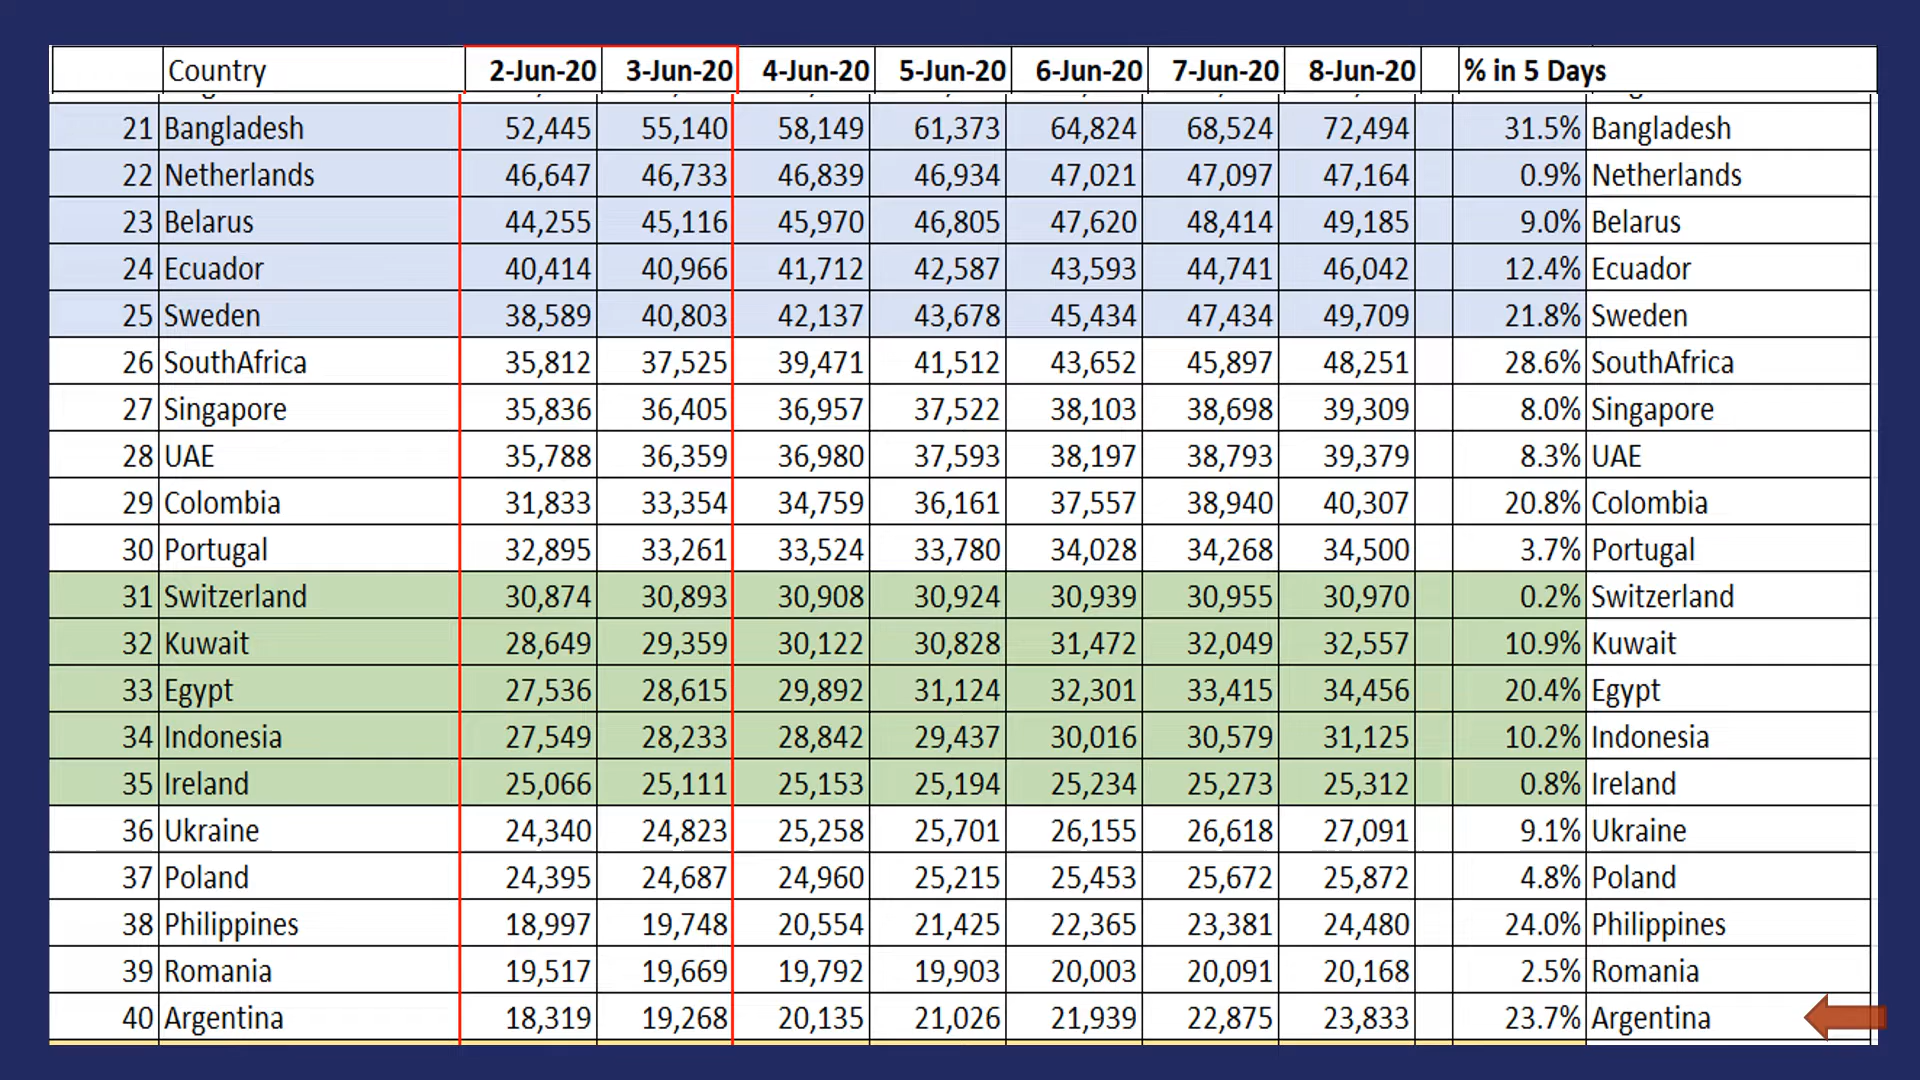 Country 2-Jun-20 3-Jun-20 4-Jun-20 5-Jun-20 6-Jun-20 7-Jun-20 8-Jun-20 % in 5 Days
21 Bangladesh 52,445 55,140 58,149 61,373 64,824 68,524 72,494 31.5% Bangladesh
22 Netherlands 46,647 46,733 46,839 46,934 47,021 47,097 47,164 0.9% Netherlands
23 Belarus 44,255 45,116 45,970 46,805 47,620 48,414 49,185 9.0% Belarus
24 Ecuador 40,414 40,966 41,712 42,587 43,593 44,741 46,042 12.4% Ecuador
25 Sweden 38,589 40,803 42,137 43,678 45,434 47,434 49,709 21.8% Sweden
26 SouthAfrica 35,812 37,525 39,471 41,512 43,652 45,897 48,251 28.6% SouthAfrica
27 Singapore 35,836 36,405 36,957 37,522 38,103 38,698 39,309 8.0% Singapore
28 UAE 35,788 36,359 36,980 37,593 38,197 38,793 39,379 8.3% UAE
29 Colombia 31,833 33,354 34,759 36,161 37,557 38,940 40,307 20.8% Colombia
30 Portugal 32,895 33,261 33,524 33,780 34,028 34,268 34,500 3.7% Portugal
31 Switzerland 30,874 30,893 30,908 30,924 30,939 30,955 30,970 0.2% Switzerland
32 Kuwait 28,649 29,359 30,122 30,828 31,472 32,049 32,557 10.9% Kuwait
33 Egypt 27,536 28,615 29,892 31,124 32,301 33,415 34,456 20.4% Egypt
34 Indonesia 27,549 28,233 28,842 29,437 30,016 30,579 31,125 10.2% Indonesia
35 Ireland 25,066 25,111 25,153 25,194 25,234 25,273 25,312 0.8% Ireland
36 Ukraine 24,340 24,823 25,258 25,701 26,155 26,618 27,091 9.1% Ukraine
37 Poland 24,395 24,687 24,960 25,215 25,453 25,672 25,872 4.8% Poland
38 Philippines 18,997 19,748 20,554 21,425 22,365 23,381 24,480 24.0% Philippines
39 Romania 19,517 19,669 19,792 19,903 20,003 20,091 20,168 2.5% Romania
40 Argentina 18,319 19,268 20,135 21,026 21,939 22,875 23,833 23.7% Argentina